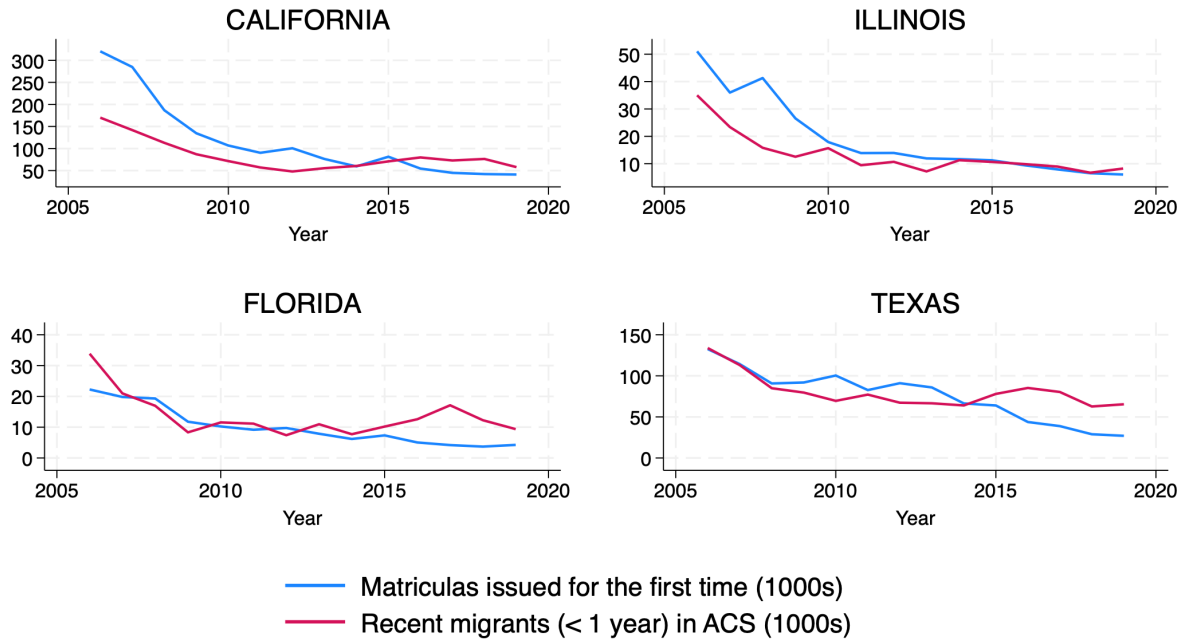 CALIFORNIA
300
250
200
150
100
50
2005 2010 2015 2020
Year
ILLINOIS
50
40
30
20
10
2005 2010 2015 2020
Year
FLORIDA
40
30
20
10
0
2005 2010 2015 2020
Year
TEXAS
150
100
50
0
2005 2010 2015 2020
Year
Matriculas issued for the first time (1000s)
Recent migrants (< 1 year) in ACS (1000s)